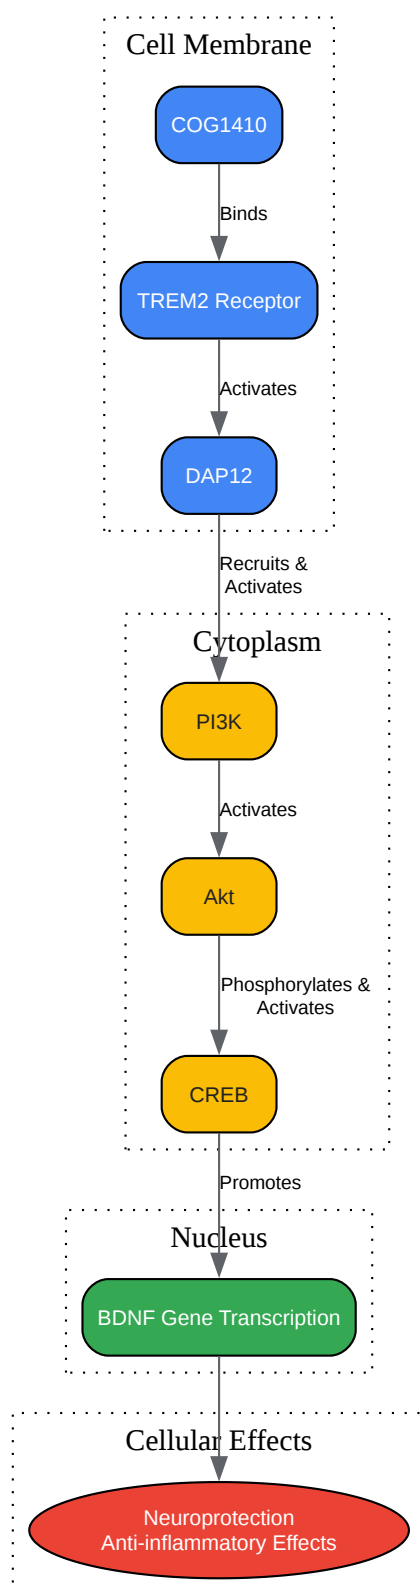 Cell Membrane
COG1410
Binds
TREM2 Receptor
Activates
DAP12
Recruits &
Activates
Cytoplasm
PI3K
Activates
Akt
Phosphorylates &
Activates
CREB
Promotes
Nucleus
BDNF Gene Transcription
Cellular Effects
Neuroprotection
Anti-inflammatory Effects